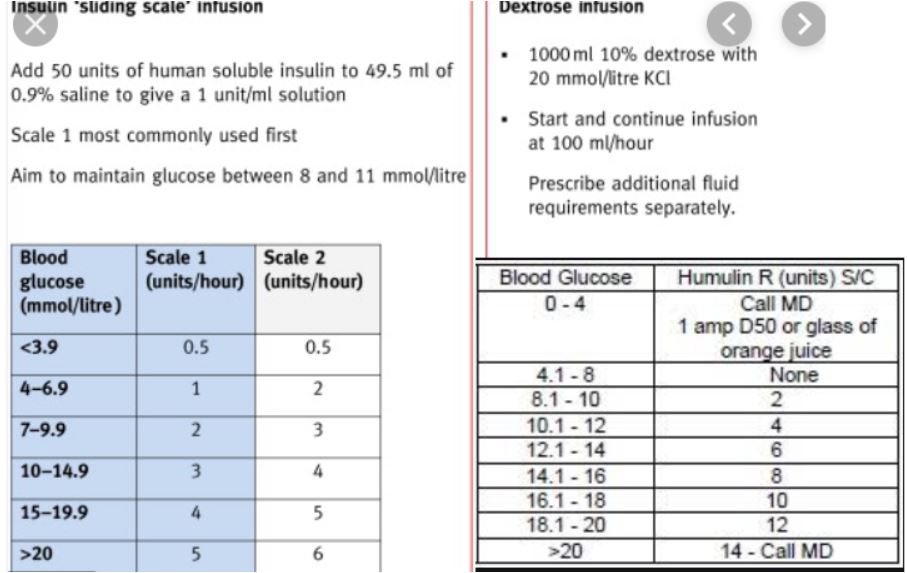 Insulin 'sliding scale' infusion
Add 50 units of human soluble insulin to 49.5 ml of
0.9% saline to give a 1 unit/ml solution
Scale 1 most commonly used first
Aim to maintain glucose between 8 and 11 mmol/litre
Blood glucose (mmol/litre) Scale 1 (units/hour) Scale 2 (units/hour)
<3.9 0.5 0.5
4–6.9 1 2
7–9.9 2 3
10–14.9 3 4
15–19.9 4 5
>20 5 6
Dextrose infusion
▪ 1000 ml 10% dextrose with
20 mmol/litre KCl
▪ Start and continue infusion
at 100 ml/hour
Prescribe additional fluid
requirements separately.
Blood Glucose Humulin R (units) S/C
0 - 4 Call MD
1 amp D50 or glass of
orange juice
4.1 - 8 None
8.1 - 10 2
10.1 - 12 4
12.1 - 14 6
14.1 - 16 8
16.1 - 18 10
18.1 - 20 12
>20 14 - Call MD